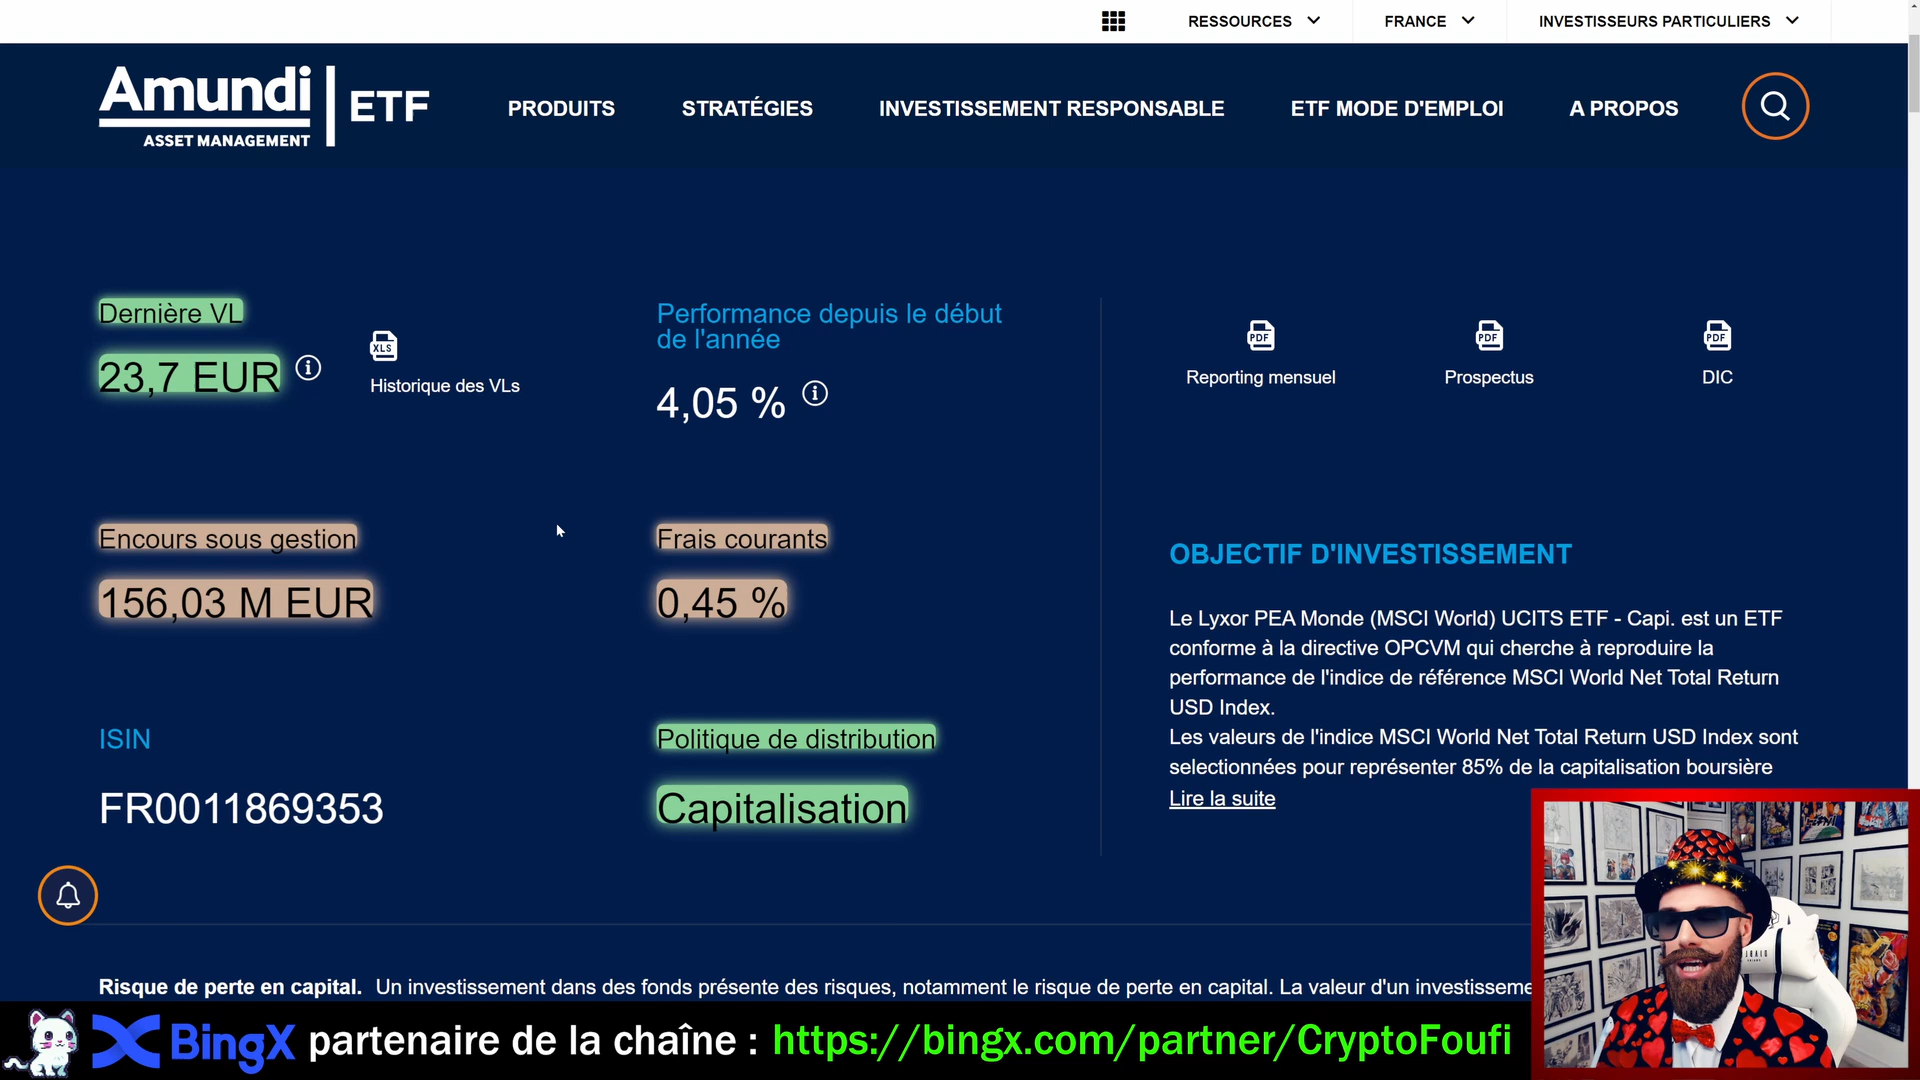 RESSOURCES
FRANCE
INVESTISSEURS PARTICULIERS
Amundi
ASSET MANAGEMENT
ETF
PRODUITS
STRATÉGIES
INVESTISSEMENT RESPONSABLE
ETF MODE D'EMPLOI
A PROPOS
Dernière VL
23,7 EUR
XLS
Historique des VLs
Performance depuis le début
de l'année
4,05 %
PDF
Reporting mensuel
PDF
Prospectus
PDF
DIC
Encours sous gestion
156,03 M EUR
Frais courants
0,45 %
ISIN
FR0011869353
Politique de distribution
Capitalisation
OBJECTIF D'INVESTISSEMENT
Le Lyxor PEA Monde (MSCI World) UCITS ETF - Capi. est un ETF
conforme à la directive OPCVM qui cherche à reproduire la
performance de l'indice de référence MSCI World Net Total Return
USD Index.
Les valeurs de l'indice MSCI World Net Total Return USD Index sont
selectionnées pour représenter 85% de la capitalisation boursière
Lire la suite
Risque de perte en capital. Un investissement dans des fonds présente des risques, notamment le risque de perte en capital. La valeur d'un investisseme
BingX partenaire de la chaîne : https://bingx.com/partner/CryptoFoufi